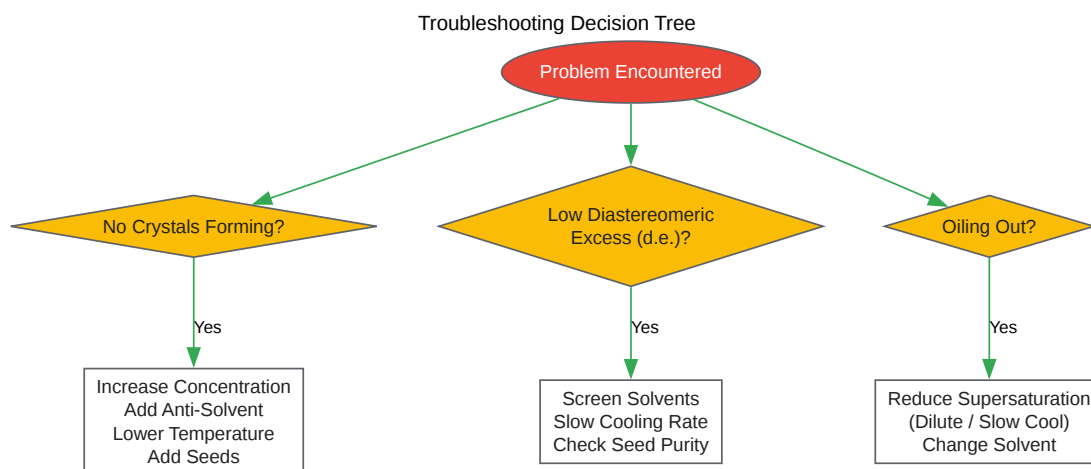 Troubleshooting Decision Tree
Problem Encountered
No Crystals Forming?
Low Diastereomeric
Excess (d.e.)?
Oiling Out?
Yes
Yes
Yes
Increase Concentration
Add Anti-Solvent
Lower Temperature
Add Seeds
Screen Solvents
Slow Cooling Rate
Check Seed Purity
Reduce Supersaturation
(Dilute / Slow Cool)
Change Solvent